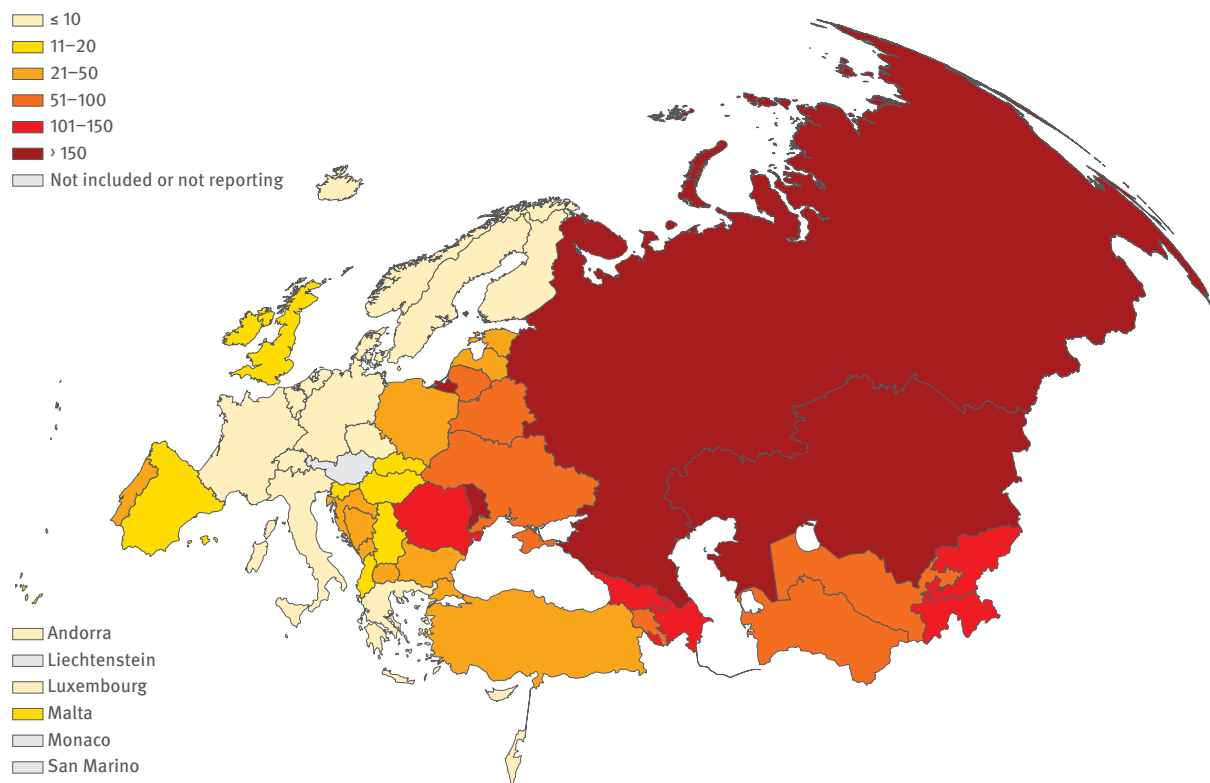 ≤ 10
11–20
21–50
51–100
101–150
› 150
Not included or not reporting
Andorra
Liechtenstein
Luxembourg
Malta
Monaco
San Marino